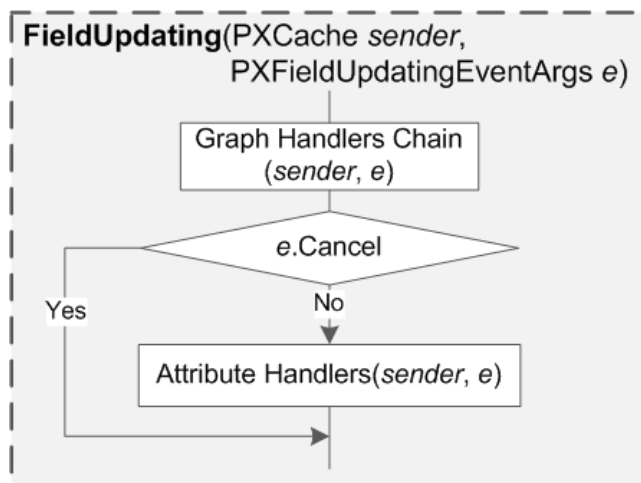 FieldUpdating(PXCache sender,
PXFieldUpdatingEventArgs e)
Graph Handlers Chain
(sender, e)
e.Cancel
Yes
No
Attribute Handlers(sender, e)